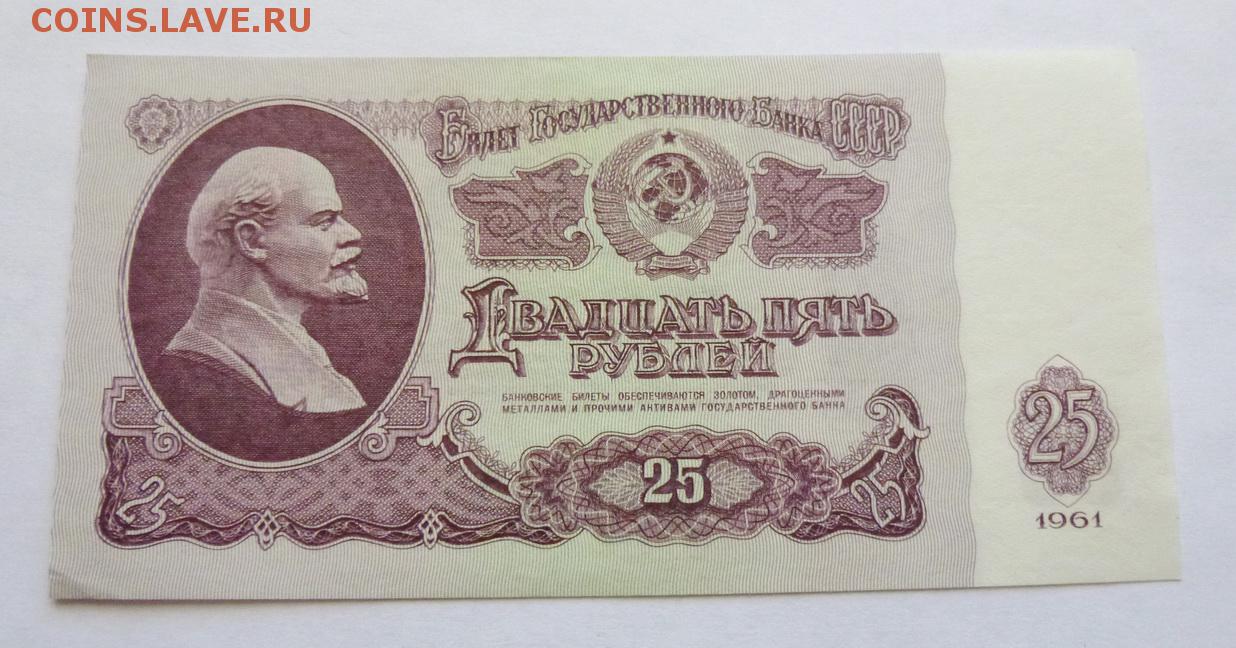 COINS.LAVE.RU
Билет Государственного Банка СССР
Двадцать пять
рублей
БАНКОВСКИЕ БИЛЕТЫ ОБЕСПЕЧИВАЮТСЯ ЗОЛОТОМ, ДРАГОЦЕННЫМИ
МЕТАЛЛАМИ И ПРОЧИМИ АКТИВАМИ ГОСУДАРСТВЕННОГО БАНКА
25
25
25
25
1961